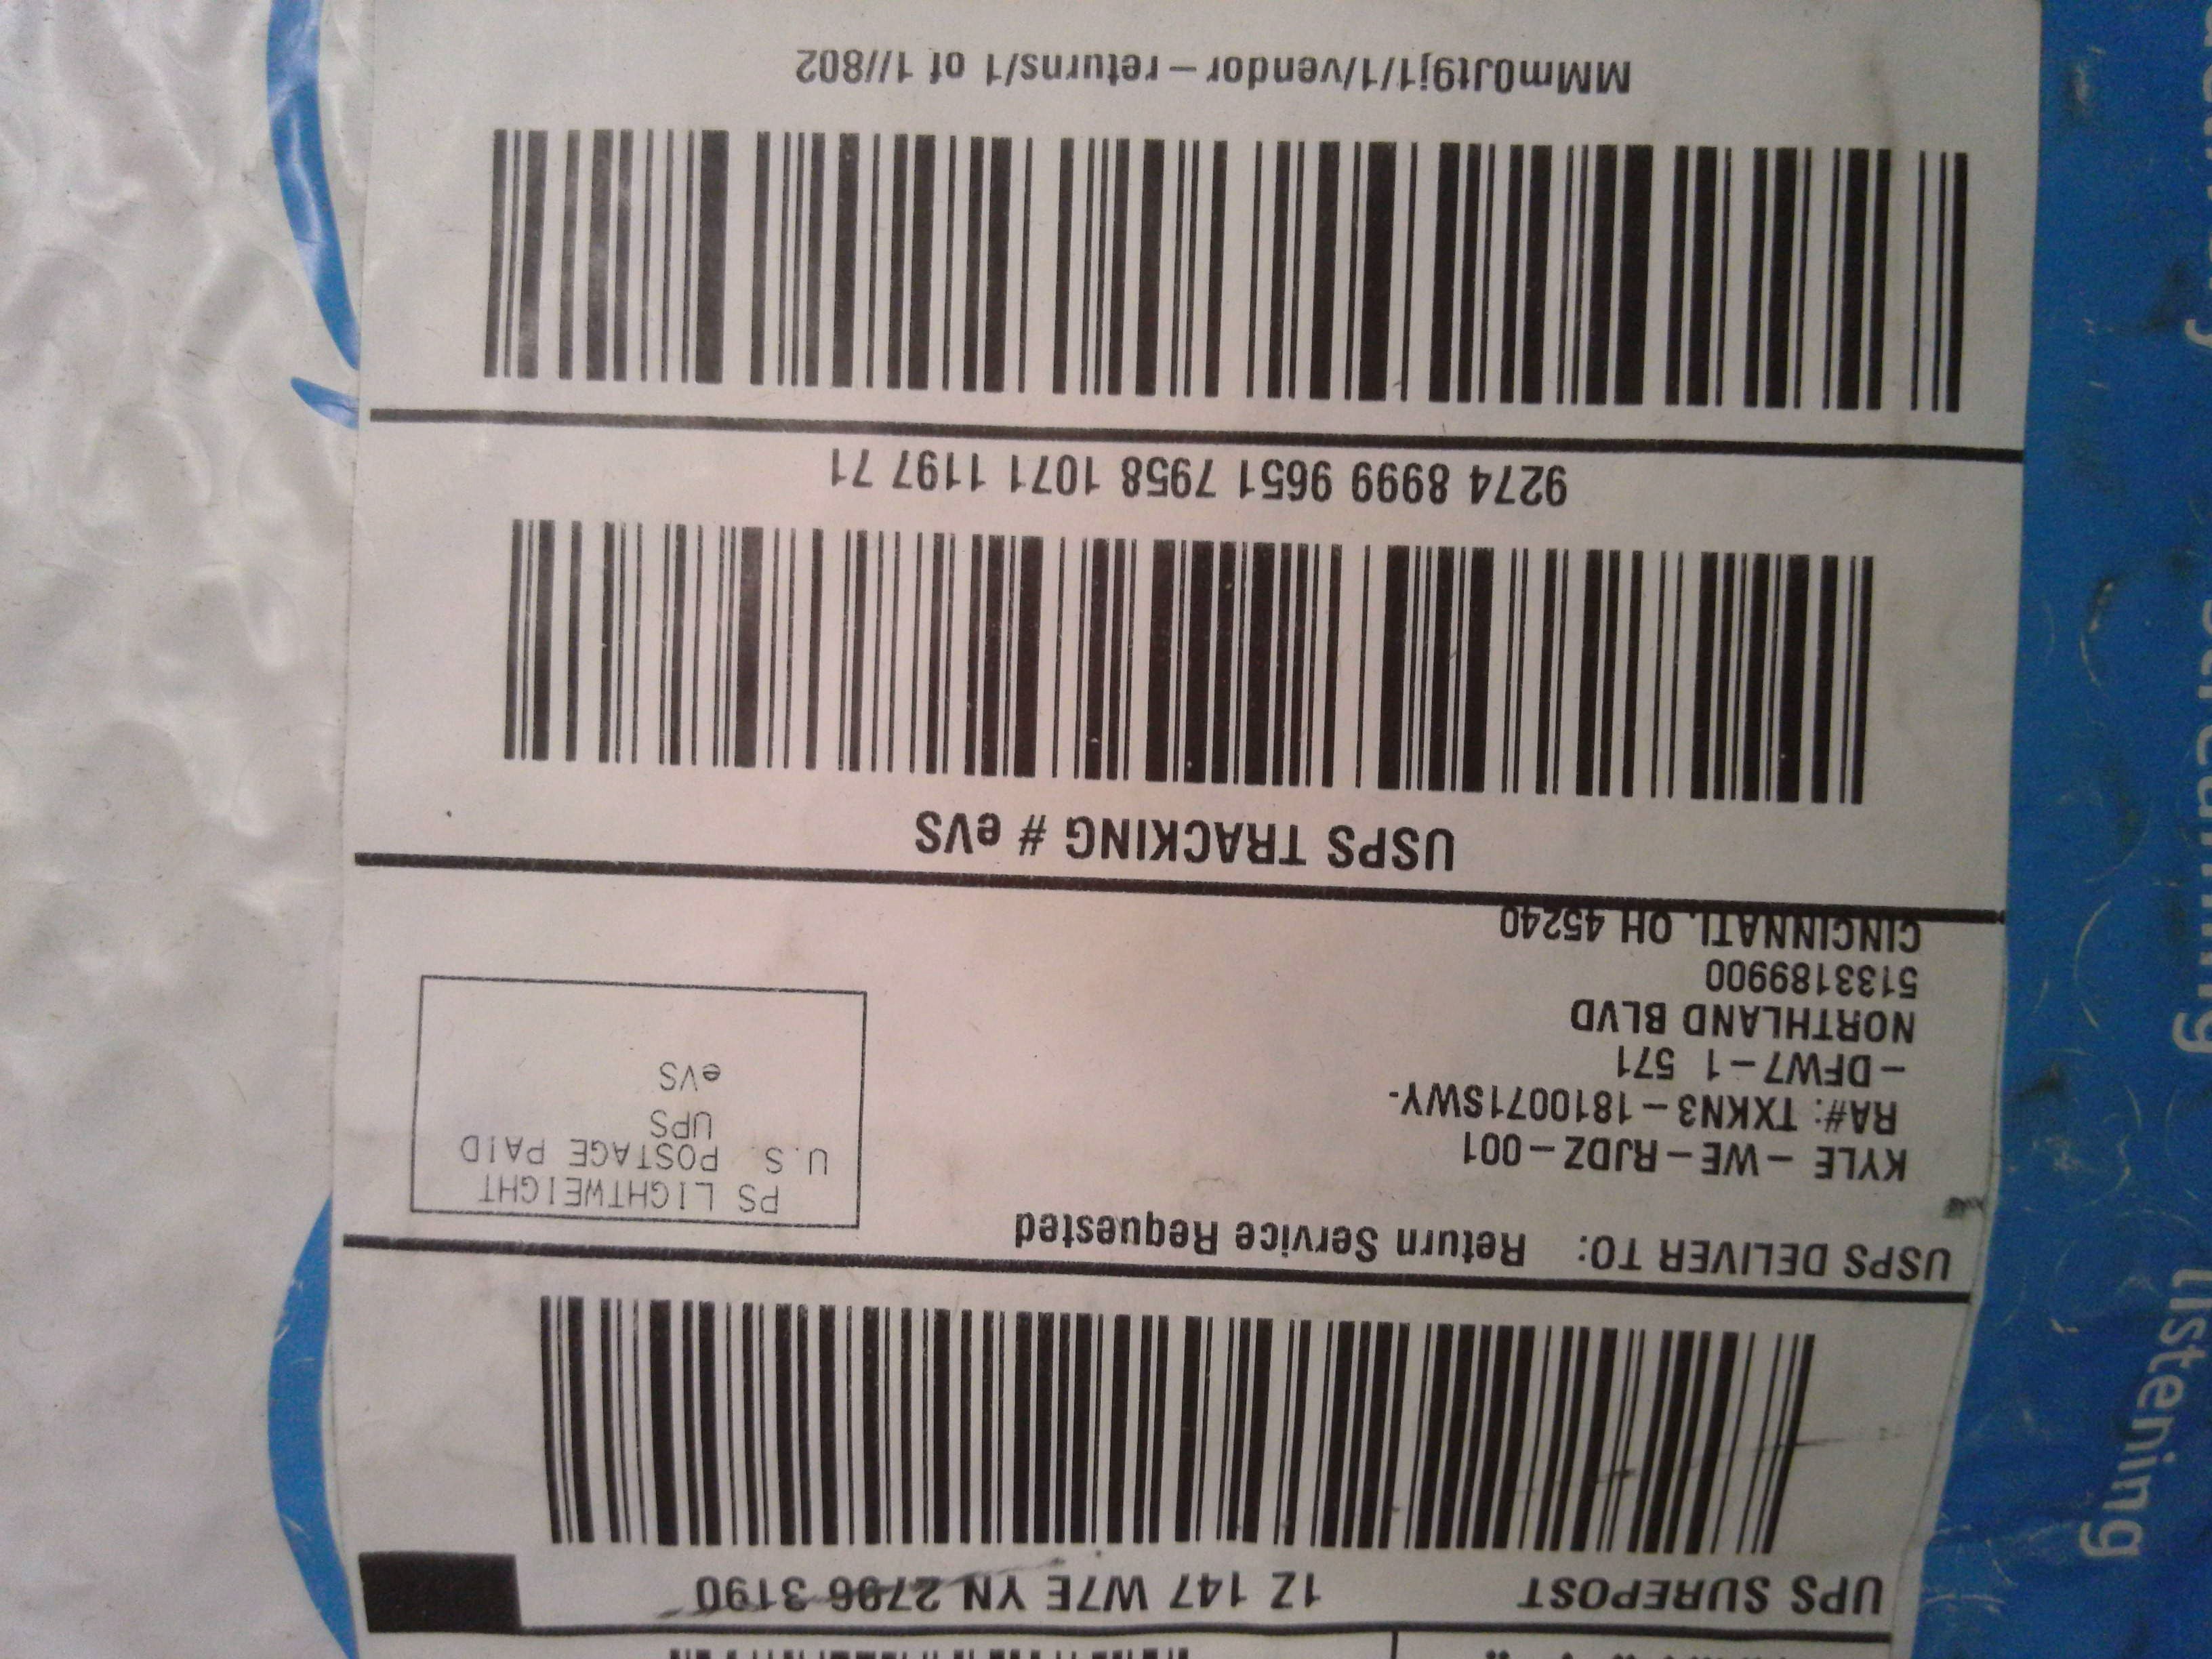 UPS SUREPOST 1Z 147 W7E YN 2796 3190
USPS DELIVER TO: Return Service Requested
KYLE -WE-RJDZ-001
RA#: TXKN3-1810071SWY-
-DFW7-1 571
NORTHLAND BLVD
5133189900
CINCINNATI, OH 45240
PS LIGHTWEIGHT
U.S. POSTAGE PAID
UPS
eVS
USPS TRACKING # eVS
9274 8999 9651 7958 1071 1197 71
MMm0Jt9j1/1/vendor-returns/1 of 1//802
listening